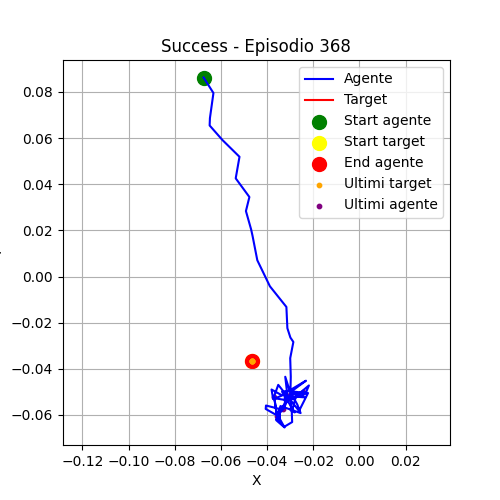 Success - Episodio 368
Agente
Target
Start agente
Start target
End agente
Ultimi target
Ultimi agente
0.08
0.06
0.04
0.02
0.00
−0.02
−0.04
−0.06
−0.12 −0.10 −0.08 −0.06 −0.04 −0.02 0.00 0.02
X